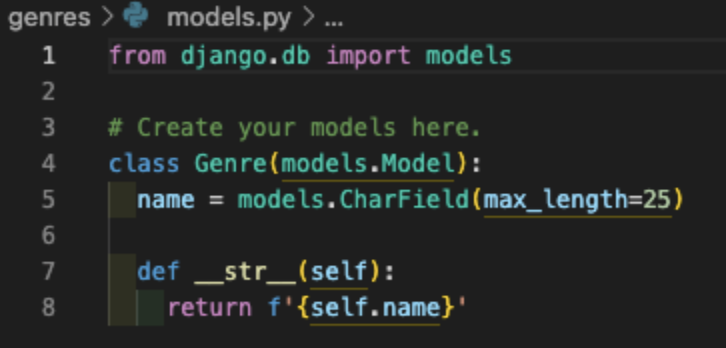 genres > models.py > ...
1 from django.db import models
2
3 # Create your models here.
4 class Genre(models.Model):
5   name = models.CharField(max_length=25)
6
7   def __str__(self):
8     return f'{self.name}'